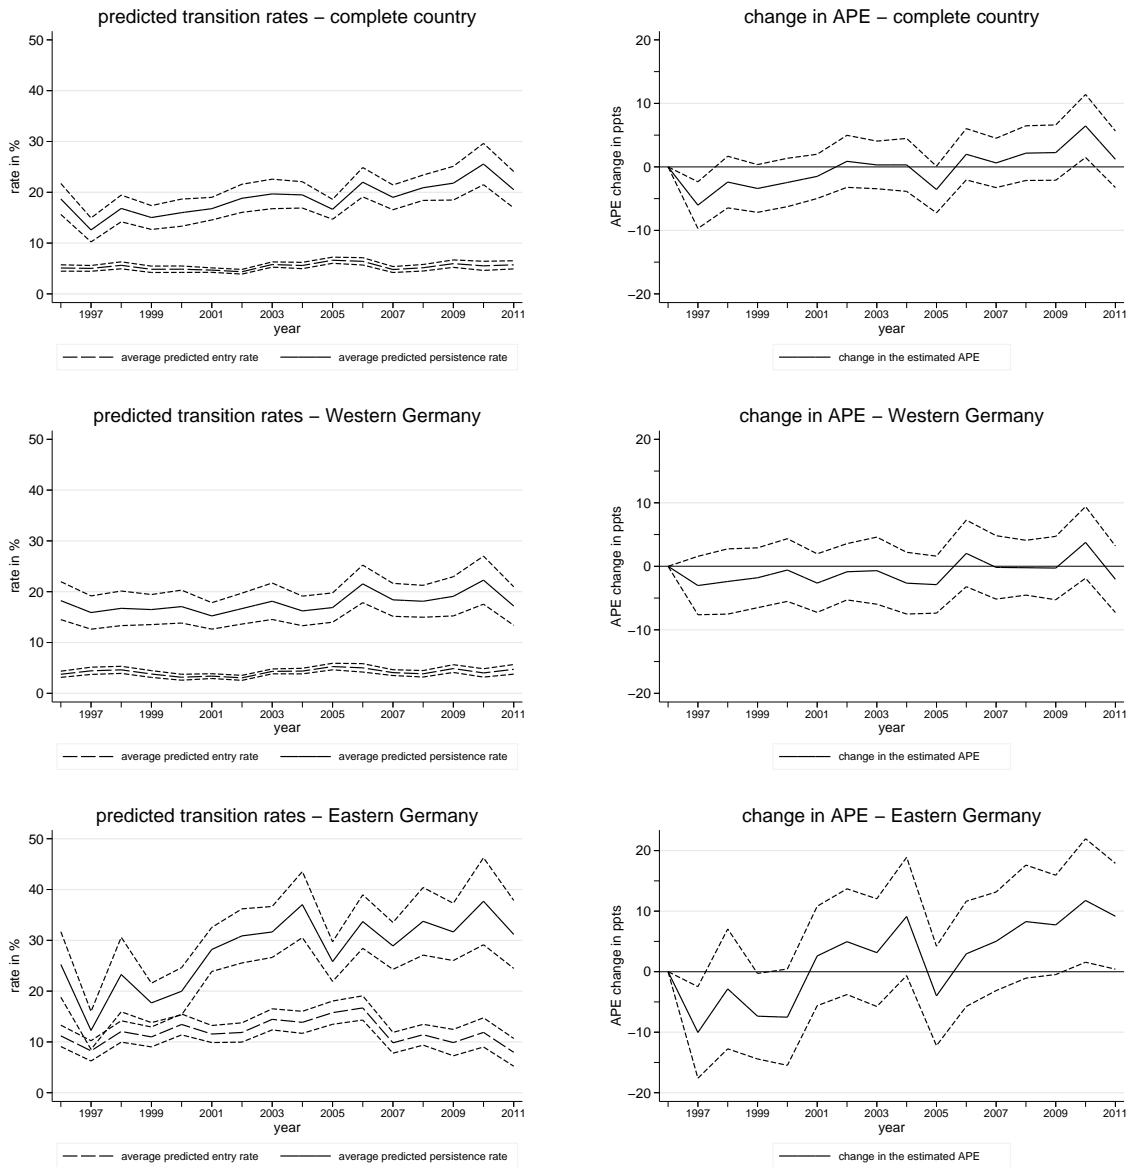 predicted transition rates – complete country
50
40
30
20
10
0
rate in %
1997 1999 2001 2003 2005 2007 2009 2011
year
average predicted entry rate average predicted persistence rate
change in APE – complete country
20
10
0
–10
–20
APE change in ppts
1997 1999 2001 2003 2005 2007 2009 2011
year
change in the estimated APE
predicted transition rates – Western Germany
50
40
30
20
10
0
rate in %
1997 1999 2001 2003 2005 2007 2009 2011
year
average predicted entry rate average predicted persistence rate
change in APE – Western Germany
20
10
0
–10
–20
APE change in ppts
1997 1999 2001 2003 2005 2007 2009 2011
year
change in the estimated APE
predicted transition rates – Eastern Germany
50
40
30
20
10
0
rate in %
1997 1999 2001 2003 2005 2007 2009 2011
year
average predicted entry rate average predicted persistence rate
change in APE – Eastern Germany
20
10
0
–10
–20
APE change in ppts
1997 1999 2001 2003 2005 2007 2009 2011
year
change in the estimated APE